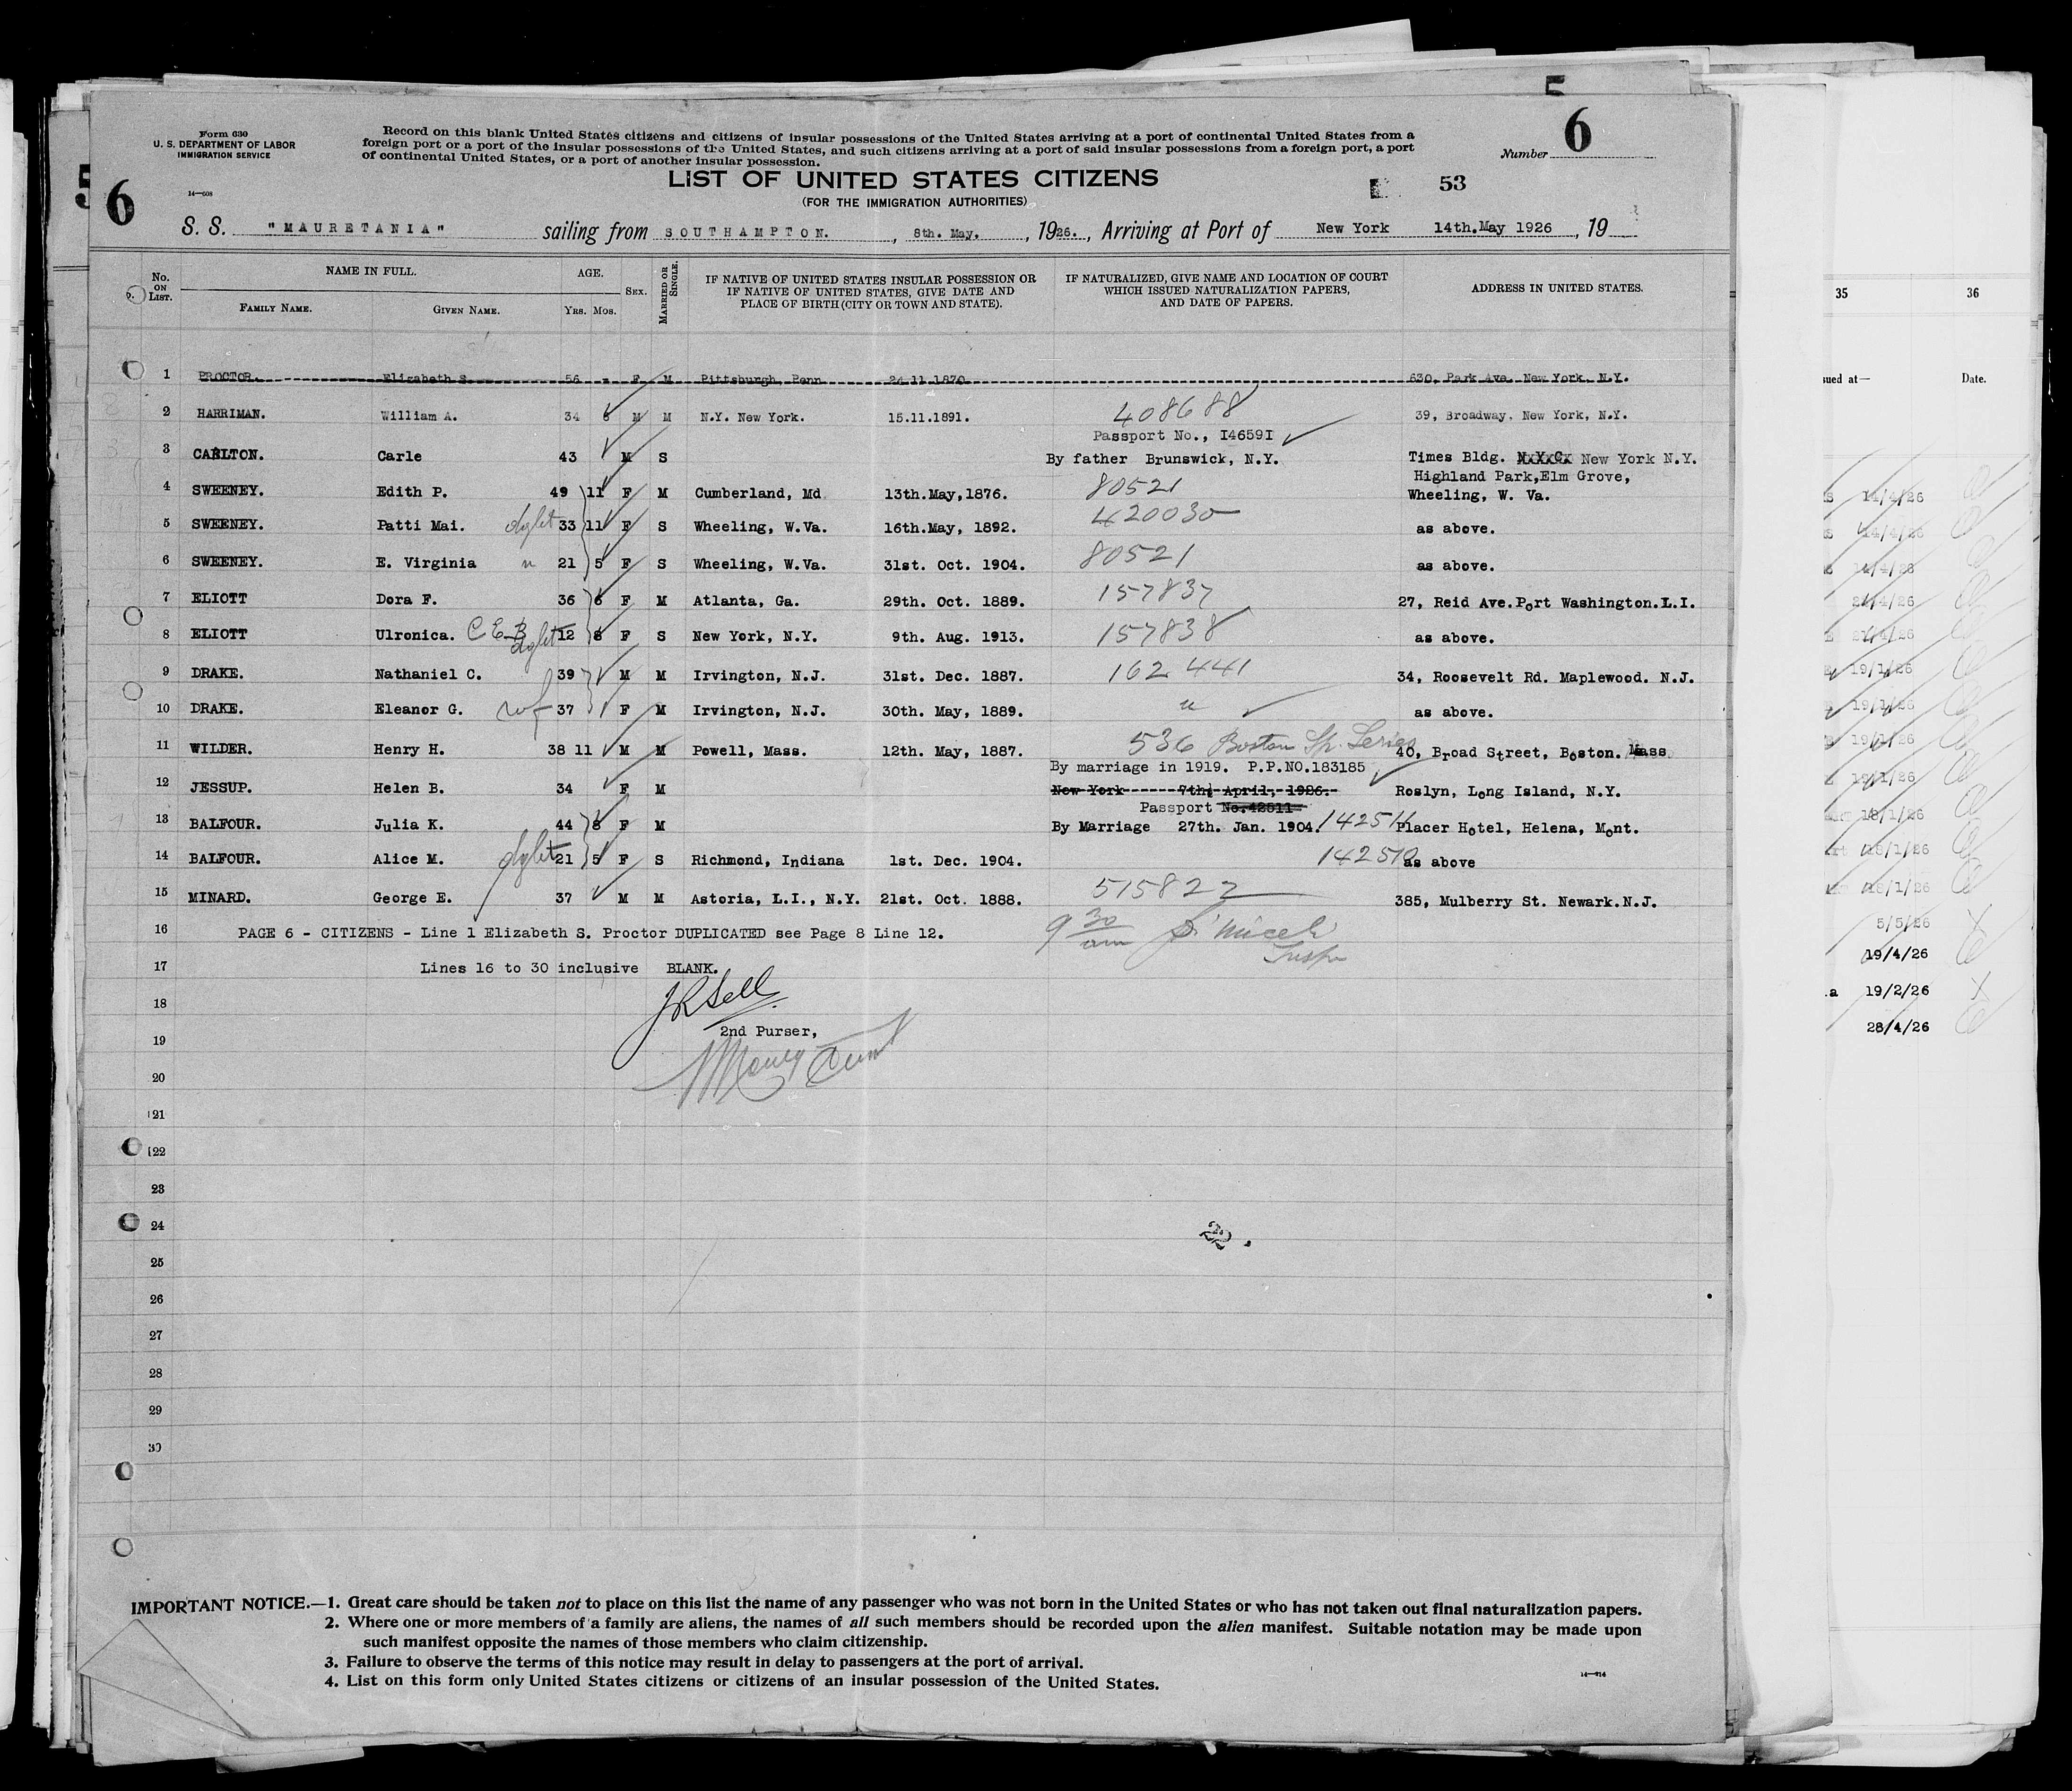 5
Form 630
U. S. DEPARTMENT OF LABOR
IMMIGRATION SERVICE
14—608
Record on this blank United States citizens and citizens of insular possessions of the United States arriving at a port of continental United States from a
foreign port or a port of the insular possessions of the United States, and such citizens arriving at a port of said insular possessions from a foreign port, a port
of continental United States, or a port of another insular possession.
Number 6
5
6
LIST OF UNITED STATES CITIZENS
(FOR THE IMMIGRATION AUTHORITIES)
53
S. S. "MAURETANIA" sailing from SOUTHAMPTON. , 8th. May. , 1926. , Arriving at Port of New York 14th.May 1926 , 19
No. ON LIST.
NAME IN FULL.
FAMILY NAME. GIVEN NAME.
AGE.
YRS. MOS.
SEX.
MARRIED OR SINGLE.
IF NATIVE OF UNITED STATES INSULAR POSSESSION OR
IF NATIVE OF UNITED STATES, GIVE DATE AND
PLACE OF BIRTH (CITY OR TOWN AND STATE).
IF NATURALIZED, GIVE NAME AND LOCATION OF COURT
WHICH ISSUED NATURALIZATION PAPERS,
AND DATE OF PAPERS.
ADDRESS IN UNITED STATES.
35 36
sued at— Date.
1 PROCTOR. Elizabeth S. 56 - F M Pittsburgh Penn 24.11.1870 630, Park Ave. New York. N.Y.
2 HARRIMAN. William A. 34 6 M M N.Y. New York. 15.11.1891. 408688 39, Broadway. New York, N.Y.
Passport No., I4659I
3 CARLTON. Carle 43 M S By father Brunswick, N.Y. Times Bldg. N.Y.C. New York N.Y.
Highland Park,Elm Grove,
4 SWEENEY. Edith P. 49 11 F M Cumberland, Md 13th.May,1876. 80521 Wheeling, W. Va.
5 SWEENEY. Patti Mai. dght 33 11 F S Wheeling, W.Va. 16th.May, 1892. 420030 as above.
6 SWEENEY. E. Virginia " 21 5 F S Wheeling, W.Va. 31st. Oct. 1904. 80521 as above.
7 ELIOTT Dora F. 36 6 F M Atlanta, Ga. 29th. Oct. 1889. 157837 27, Reid Ave.Port Washington.L.I.
8 ELIOTT Ulronica. C E B dght 12 8 F S New York, N.Y. 9th. Aug. 1913. 157838 as above.
9 DRAKE. Nathaniel C. 39 M M Irvington, N.J. 31st. Dec. 1887. 162441 34, Roosevelt Rd. Maplewood. N.J.
10 DRAKE. Eleanor G. wf 37 F M Irvington, N.J. 30th. May, 1889. " as above.
11 WILDER. Henry H. 38 11 M M Powell, Mass. 12th. May, 1887. 536 Boston Sp. Series 40, Broad Street, Boston. Mass.
By marriage in 1919. P.P.NO.183185
12 JESSUP. Helen B. 34 F M New York 7th; April, 1926. Roslyn, Long Island, N.Y.
Passport No.42511
13 BALFOUR. Julia K. 44 8 F M By Marriage 27th. Jan. 1904. 142511 Placer Hotel, Helena, Mont.
14 BALFOUR. Alice M. dght 21 5 F S Richmond, Indiana 1st. Dec. 1904. 142510 as above
15 MINARD. George E. 37 M M Astoria, L.I., N.Y. 21st. Oct. 1888. 515822 385, Mulberry St. Newark.N.J.
16 PAGE 6 - CITIZENS - Line 1 Elizabeth S. Proctor DUPLICATED see Page 8 Line 12. 9 30 am
17 Lines 16 to 30 inclusive BLANK.
18 JRSell
19 2nd Purser,
20
21
22
23
24
22.
25
26
27
28
29
30
14/4/26
14/4/26
14/4/26
21/4/26
21/4/26
19/1/26
19/1/26
19/1/26
19/1/26
18/1/26
18/1/26
18/1/26
5/5/26
19/4/26
.a 19/2/26
28/4/26
IMPORTANT NOTICE.—1. Great care should be taken not to place on this list the name of any passenger who was not born in the United States or who has not taken out final naturalization papers.
2. Where one or more members of a family are aliens, the names of all such members should be recorded upon the alien manifest. Suitable notation may be made upon
such manifest opposite the names of those members who claim citizenship.
3. Failure to observe the terms of this notice may result in delay to passengers at the port of arrival.
4. List on this form only United States citizens or citizens of an insular possession of the United States.
14—614